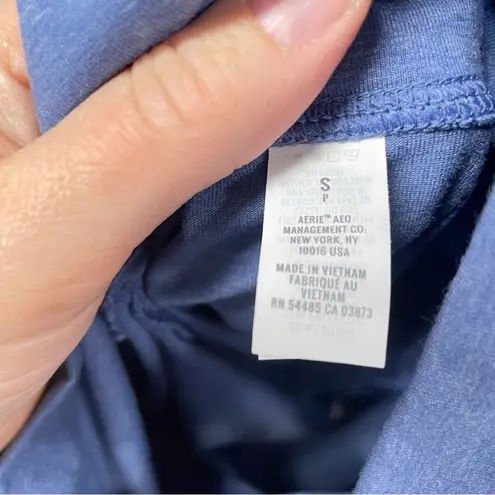 S
P
AERIE™ AEO
MANAGEMENT CO.
NEW YORK, NY
10016 USA
MADE IN VIETNAM
FABRIQUÉ AU
VIETNAM
RN 54485 CA 03873